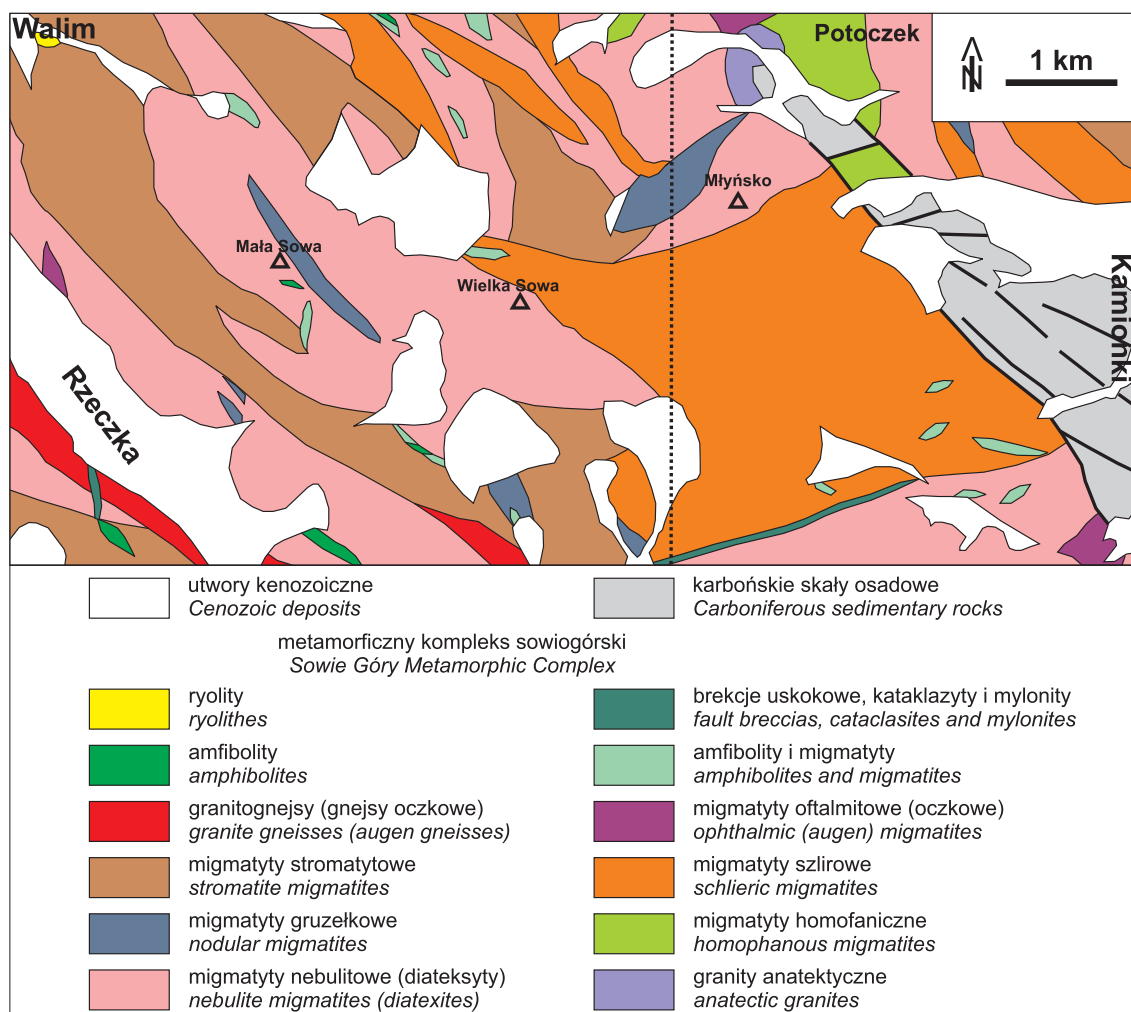 Walim
Potoczek
N
1 km
Młyńsko
Mała Sowa
Wielka Sowa
Kamionki
Rzeczka
utwory kenozoiczne
Cenozoic deposits
karbońskie skały osadowe
Carboniferous sedimentary rocks
metamorficzny kompleks sowiogórski
Sowie Góry Metamorphic Complex
ryolity
ryolithes
brekcje uskokowe, kataklazyty i mylonity
fault breccias, cataclasites and mylonites
amfibolity
amphibolites
amfibolity i migmatyty
amphibolites and migmatites
granitognejsy (gnejsy oczkowe)
granite gneisses (augen gneisses)
migmatyty oftalmitowe (oczkowe)
ophthalmic (augen) migmatites
migmatyty stromatytowe
stromatite migmatites
migmatyty szlirowe
schlieric migmatites
migmatyty gruzełkowe
nodular migmatites
migmatyty homofaniczne
homophanous migmatites
migmatyty nebulitowe (diateksyty)
nebulite migmatites (diatexites)
granity anatektyczne
anatectic granites